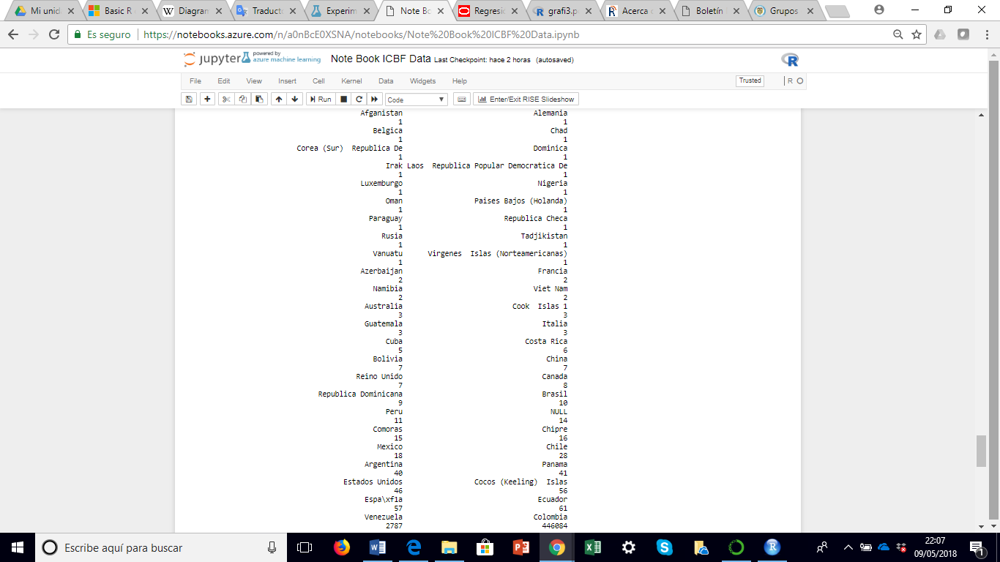 Mi unid
Basic R
Diagran
Traducto
Experim
Note Bo
Regresió
grafi3.p
Acerca
Boletín
Grupos
Es seguro
https://notebooks.azure.com/n/a0nBcE0XSNA/notebooks/Note%20Book%20ICBF%20Data.ipynb
jupyter powered by azure machine learning Note Book ICBF Data Last Checkpoint: hace 2 horas (autosaved)
File Edit View Insert Cell Kernel Data Widgets Help Trusted R
Run Code Enter/Exit RISE Slideshow
Afganistan Alemania
1 1
Belgica Chad
1 1
Corea (Sur)  Republica De Dominica
1 1
Irak Laos  Republica Popular Democratica De
1 1
Luxemburgo Nigeria
1 1
Oman Paises Bajos (Holanda)
1 1
Paraguay Republica Checa
1 1
Rusia Tadjikistan
1 1
Vanuatu Virgenes  Islas (Norteamericanas)
1 1
Azerbaijan Francia
2 2
Namibia Viet Nam
2 2
Australia Cook  Islas 1
3 3
Guatemala Italia
3 3
Cuba Costa Rica
5 6
Bolivia China
7 7
Reino Unido Canada
7 8
Republica Dominicana Brasil
9 10
Peru NULL
11 14
Comoras Chipre
15 16
Mexico Chile
18 28
Argentina Panama
40 41
Estados Unidos Cocos (Keeling)  Islas
46 56
Espa\xf1a Ecuador
57 61
Venezuela Colombia
2787 446084
Escribe aquí para buscar
22:07
09/05/2018
1